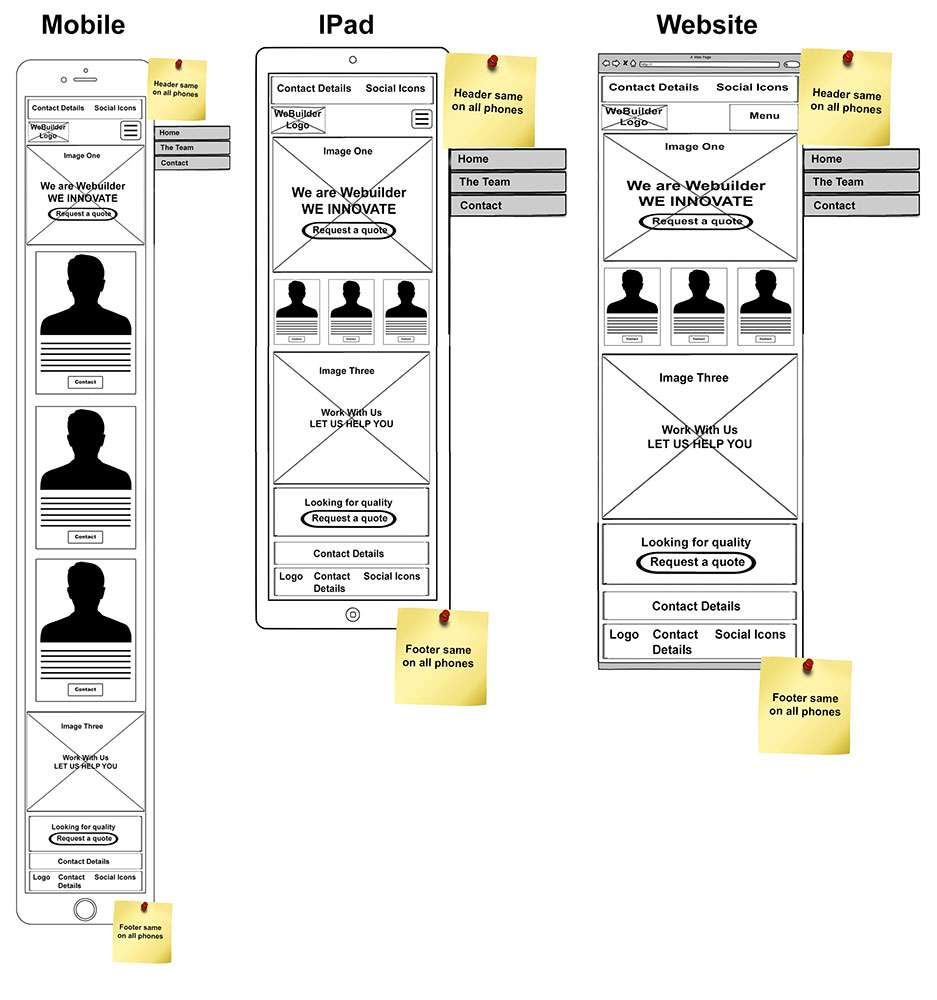 Mobile
Header same
on all phones
Contact Details Social Icons
WeBuilder
Logo
Home
The Team
Contact
Image One
We are Webuilder
WE INNOVATE
Request a quote
Contact
Contact
Contact
Image Three
Work With Us
LET US HELP YOU
Looking for quality
Request a quote
Contact Details
Logo Contact Social Icons
Details
Footer same
on all phones
IPad
Header same
on all phones
Contact Details Social Icons
WeBuilder
Logo
Home
The Team
Contact
Image One
We are Webuilder
WE INNOVATE
Request a quote
Contact
Contact
Contact
Image Three
Work With Us
LET US HELP YOU
Looking for quality
Request a quote
Contact Details
Logo Contact Social Icons
Details
Footer same
on all phones
Website
A Web Page
Header same
on all phones
Contact Details Social Icons
WeBuilder
Logo
Menu
Home
The Team
Contact
Image One
We are Webuilder
WE INNOVATE
Request a quote
Contact
Contact
Contact
Image Three
Work With Us
LET US HELP YOU
Looking for quality
Request a quote
Contact Details
Logo Contact Social Icons
Details
Footer same
on all phones